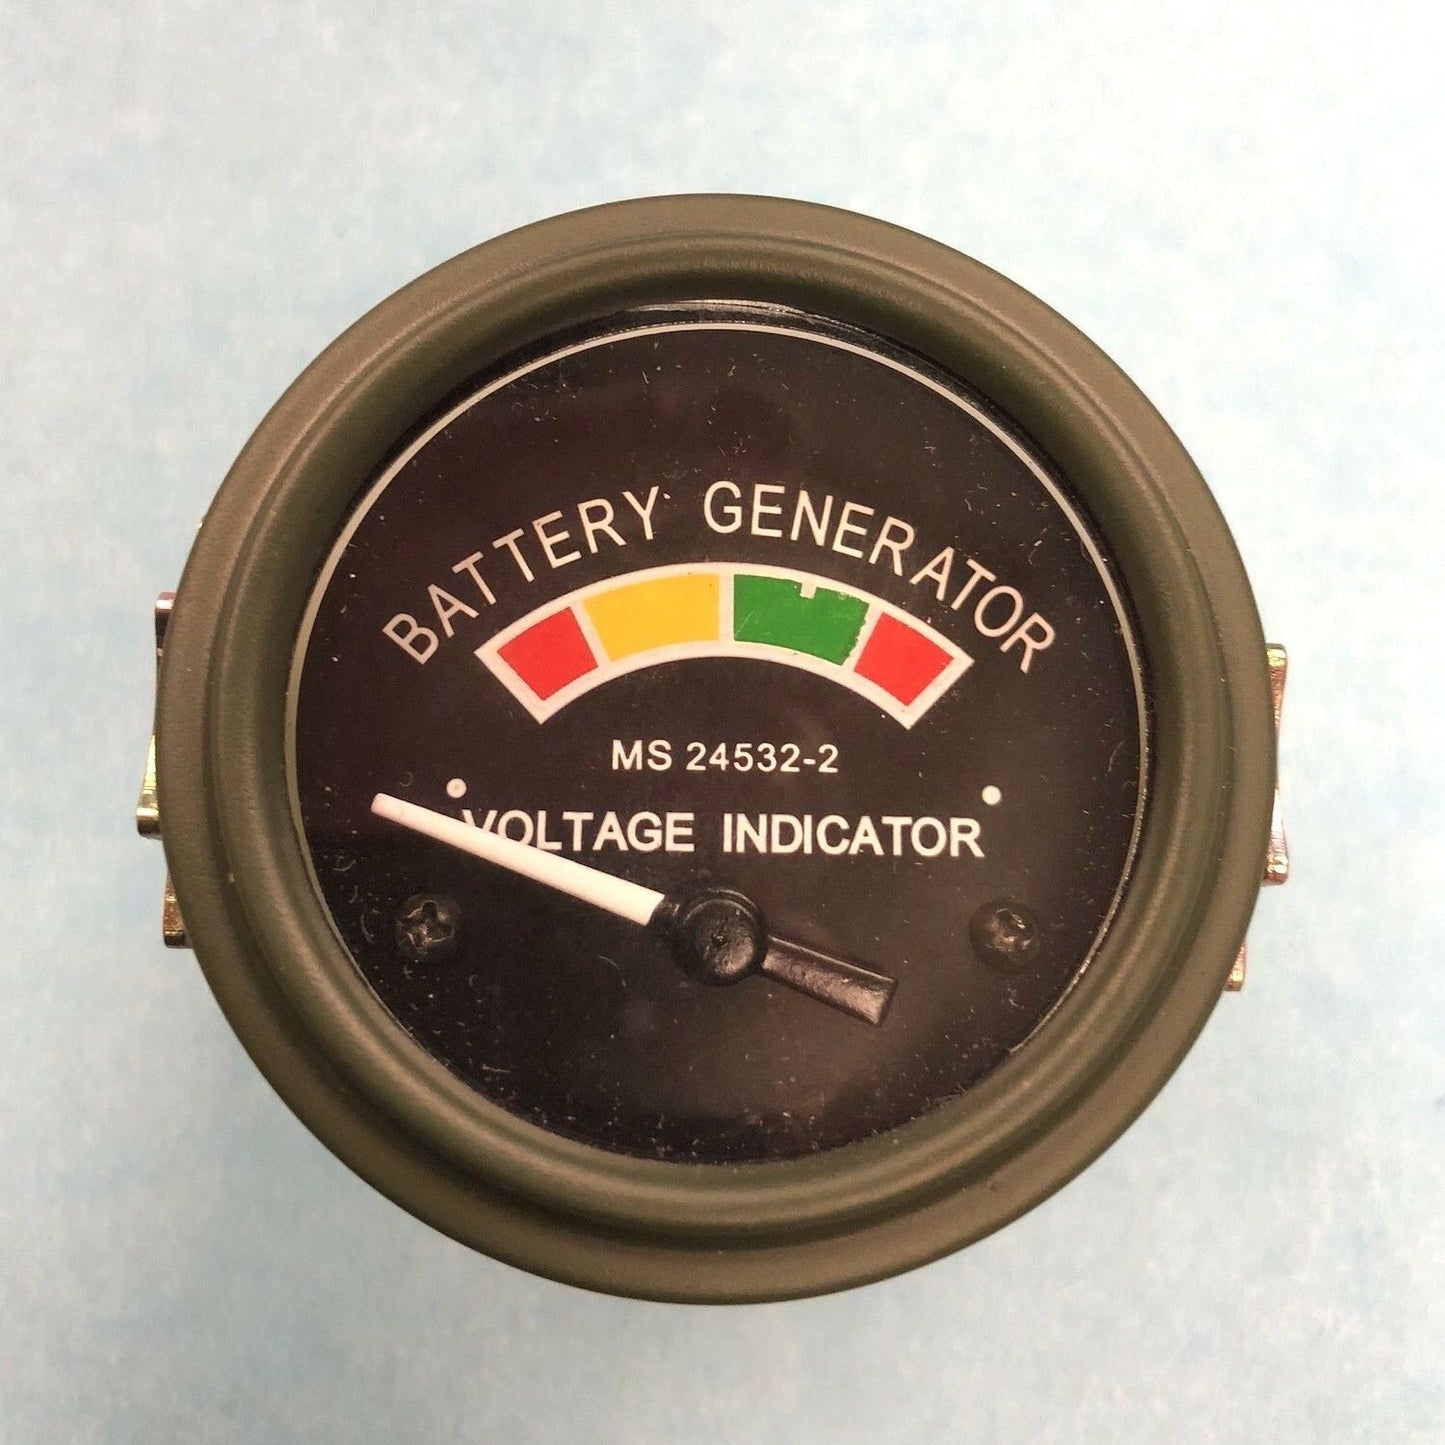 BATTERY GENERATOR
MS 24532-2
VOLTAGE INDICATOR